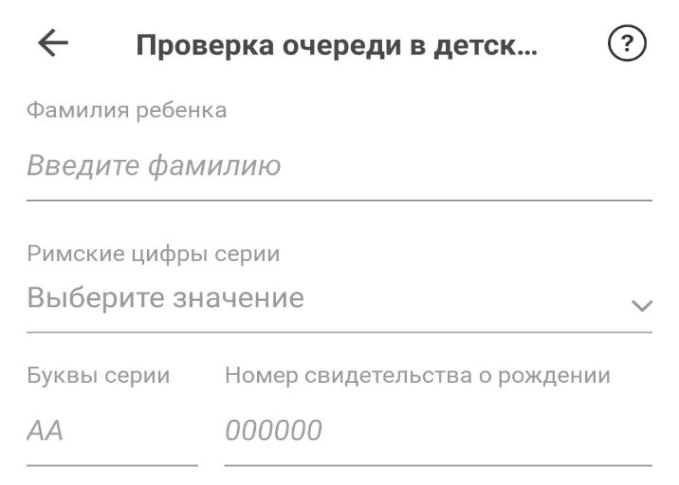 Проверка очереди в детск...
?
Фамилия ребенка
Введите фамилию
Римские цифры серии
Выберите значение
Буквы серии Номер свидетельства о рождении
АА 000000